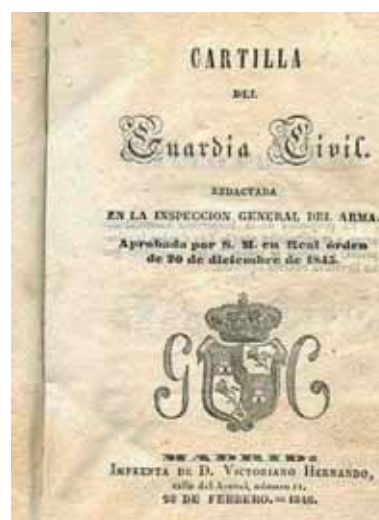 CARTILLA
DEL
Guardia Civil.
REDACTADA
EN LA INSPECCION GENERAL DEL ARMA.
Aprobada por S. M. en Real órden
de 20 de diciembre de 1845.
G C
MADRID:
IMPRENTA DE D. VICTORIANO HERNANDO,
calle del Arenal, número 11.
28 DE FEBRERO.=1846.